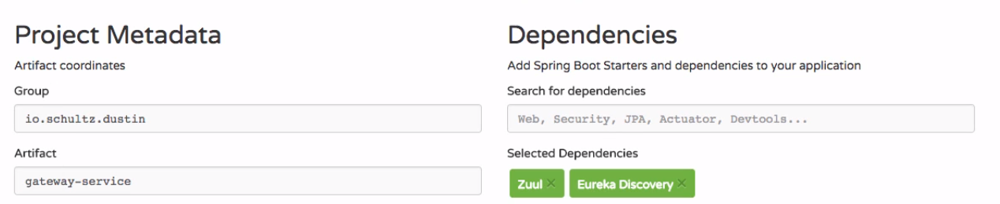 Project Metadata
Artifact coordinates
Group
io.schultz.dustin
Artifact
gateway-service
Dependencies
Add Spring Boot Starters and dependencies to your application
Search for dependencies
Web, Security, JPA, Actuator, Devtools...
Selected Dependencies
Zuul × Eureka Discovery ×